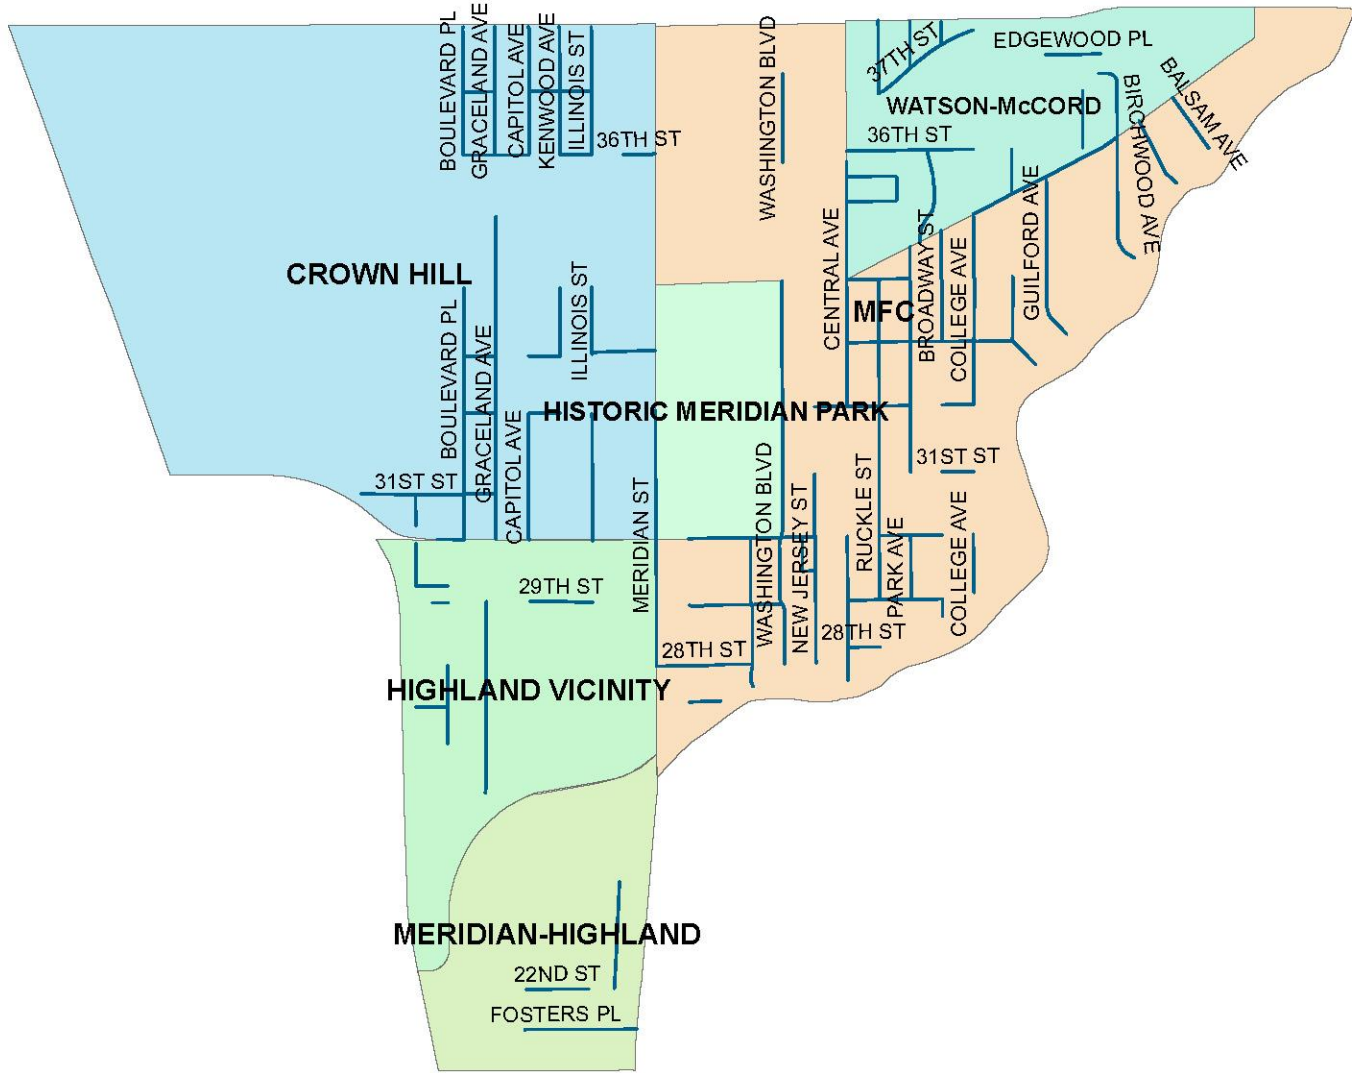 BOULEVARD PL
GRACELAND AVE
CAPITOL AVE
KENWOOD AVE
ILLINOIS ST
36TH ST
WASHINGTON BLVD
37TH ST
EDGEWOOD PL
WATSON-McCORD
36TH ST
BIRCHWOOD AVE
BALSAM AVE
CROWN HILL
ILLINOIS ST
CENTRAL AVE
MFC
BROADWAY ST
COLLEGE AVE
GUILFORD AVE
BOULEVARD PL
GRACELAND AVE
HISTORIC MERIDIAN PARK
31ST ST
CAPITOL AVE
MERIDIAN ST
WASHINGTON BLVD
NEW JERSEY ST
RUCKLE ST
PARK AVE
31ST ST
COLLEGE AVE
29TH ST
28TH ST
28TH ST
HIGHLAND VICINITY
MERIDIAN-HIGHLAND
22ND ST
FOSTERS PL